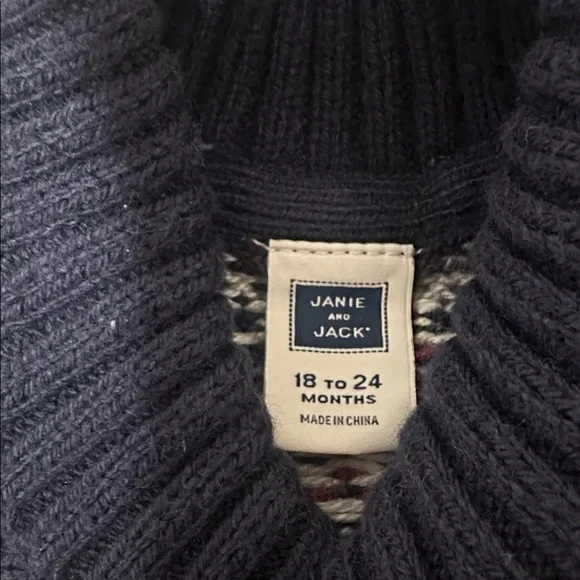 JANIE
AND
JACK®
18 TO 24
MONTHS
MADE IN CHINA